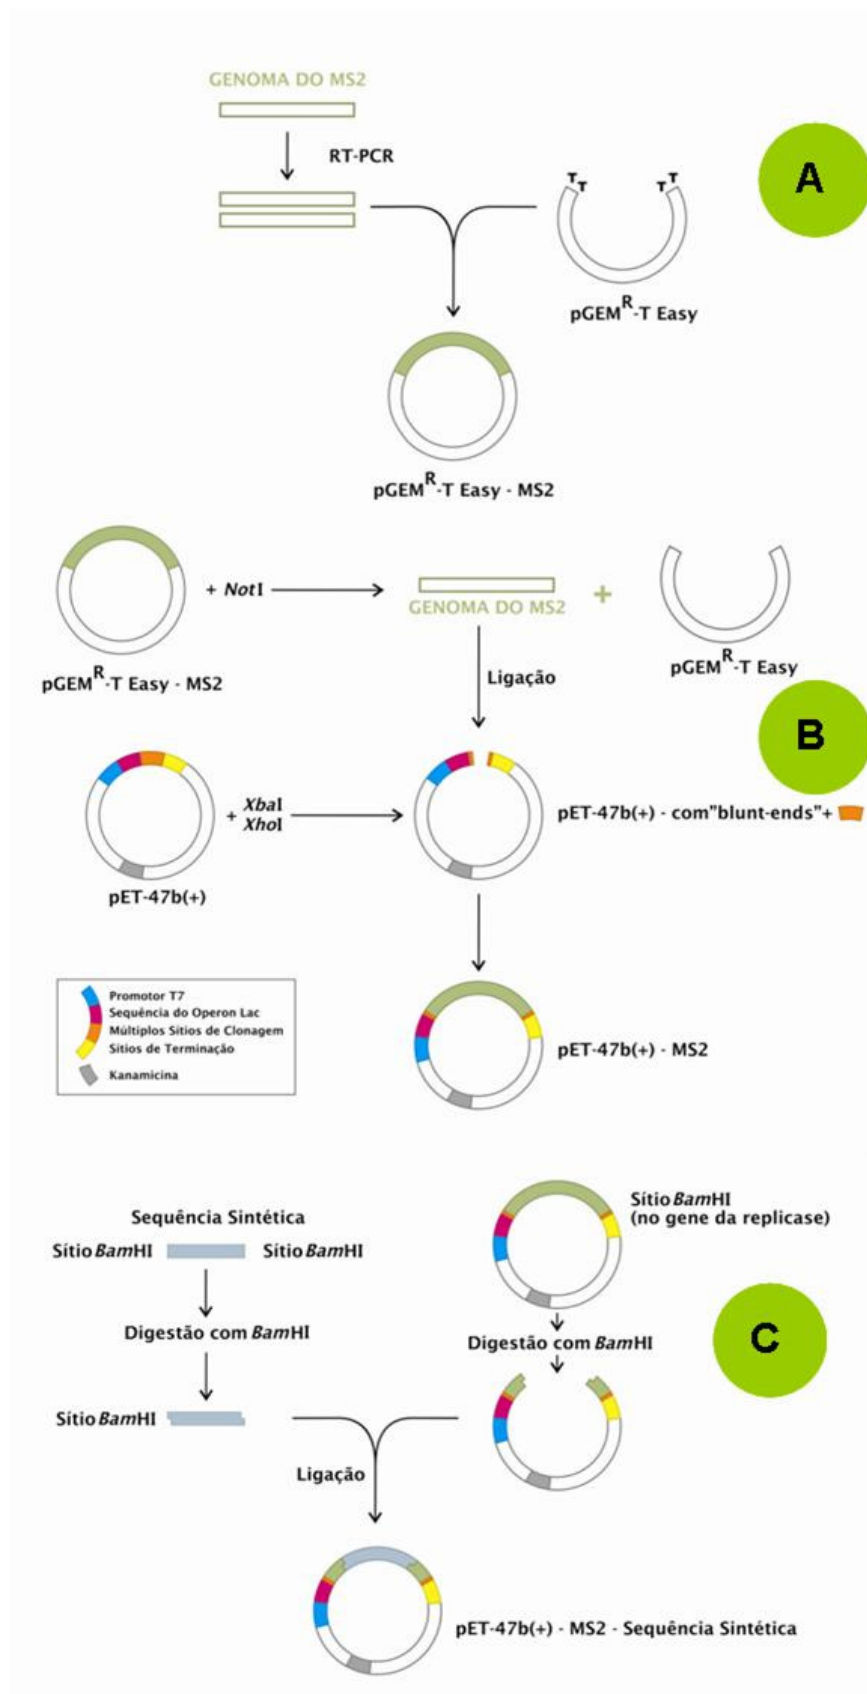 GENOMA DO MS2
RT-PCR
T T T T
A
pGEMR-T Easy
pGEMR-T Easy - MS2
+ NotI
GENOMA DO MS2
+
pGEMR-T Easy - MS2
pGEMR-T Easy
Ligação
B
+ XbaI
XhoI
pET-47b(+) - com"blunt-ends"+
pET-47b(+)
Promotor T7
Sequência do Operon Lac
Múltiplos Sítios de Clonagem
Sítios de Terminação
Kanamicina
pET-47b(+) - MS2
Sequência Sintética
Sítio BamHI
Sítio BamHI
Sítio BamHI
(no gene da replicase)
Digestão com BamHI
Digestão com BamHI
C
Sítio BamHI
Ligação
pET-47b(+) - MS2 - Sequência Sintética